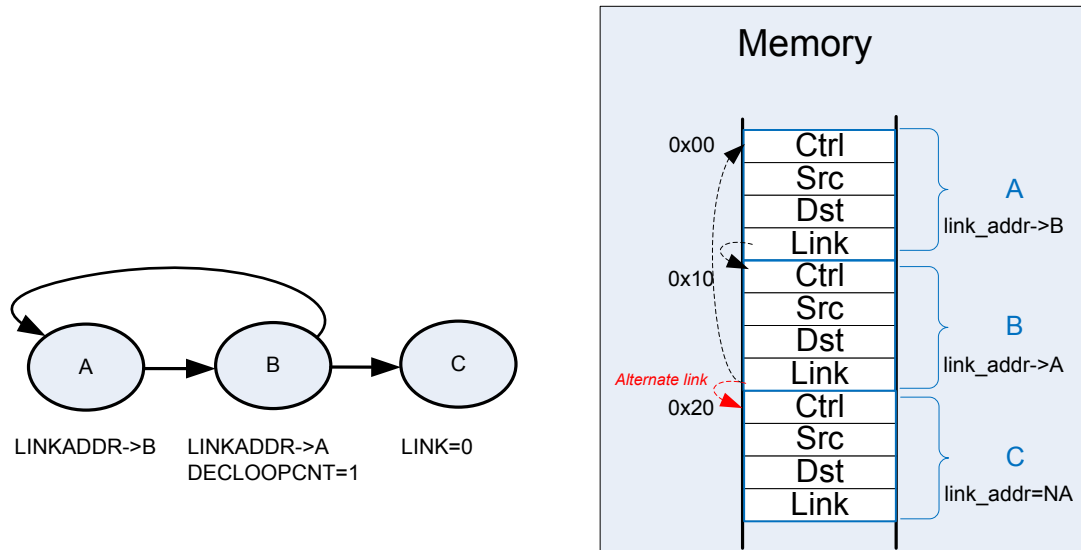 A
B
C
LINKADDR->B
LINKADDR->A
DECLOOPCNT=1
LINK=0
Memory
0x00
Ctrl
Src
Dst
Link
A
link_addr->B
0x10
Ctrl
Src
Dst
Link
B
link_addr->A
Alternate link
0x20
Ctrl
Src
Dst
Link
C
link_addr=NA